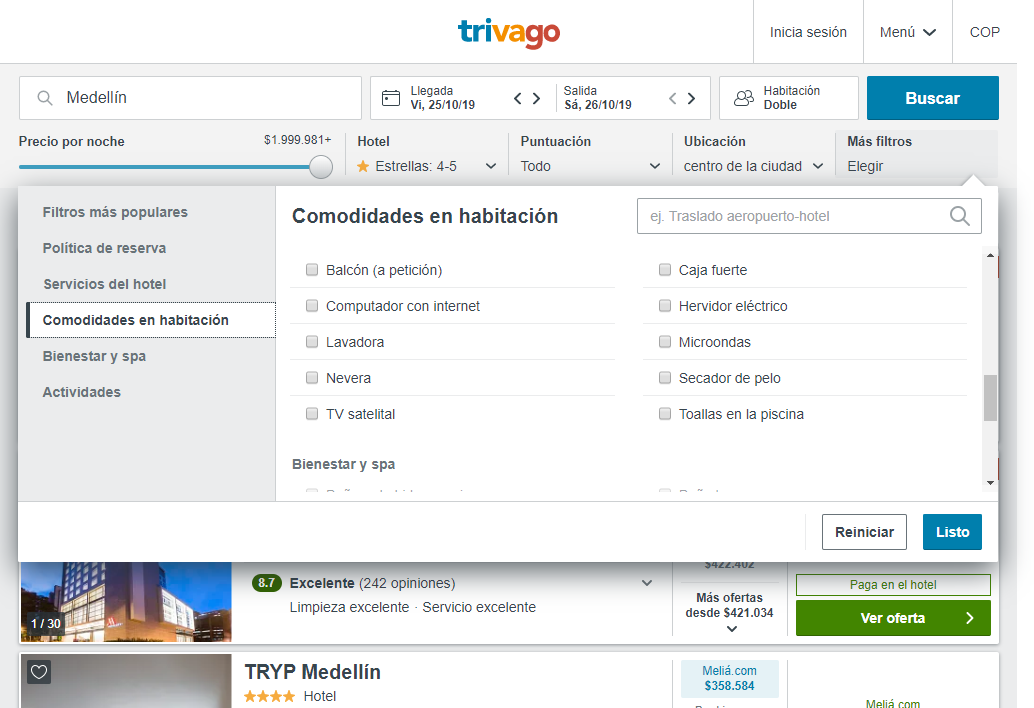 trivago
Inicia sesión
Menú
COP
Medellín
Llegada
Vi, 25/10/19
Salida
Sá, 26/10/19
Habitación
Doble
Buscar
Precio por noche
$1.999.981+
Hotel
Estrellas: 4-5
Puntuación
Todo
Ubicación
centro de la ciudad
Más filtros
Elegir
Filtros más populares
Política de reserva
Servicios del hotel
Comodidades en habitación
Bienestar y spa
Actividades
Comodidades en habitación
ej. Traslado aeropuerto-hotel
Balcón (a petición)
Caja fuerte
Computador con internet
Hervidor eléctrico
Lavadora
Microondas
Nevera
Secador de pelo
TV satelital
Toallas en la piscina
Bienestar y spa
Reiniciar
Listo
1 / 30
8.7 Excelente (242 opiniones)
Limpieza excelente · Servicio excelente
$422.402
Más ofertas
desde $421.034
Paga en el hotel
Ver oferta
TRYP Medellín
Hotel
Meliá.com
$358.584
Meliá.com